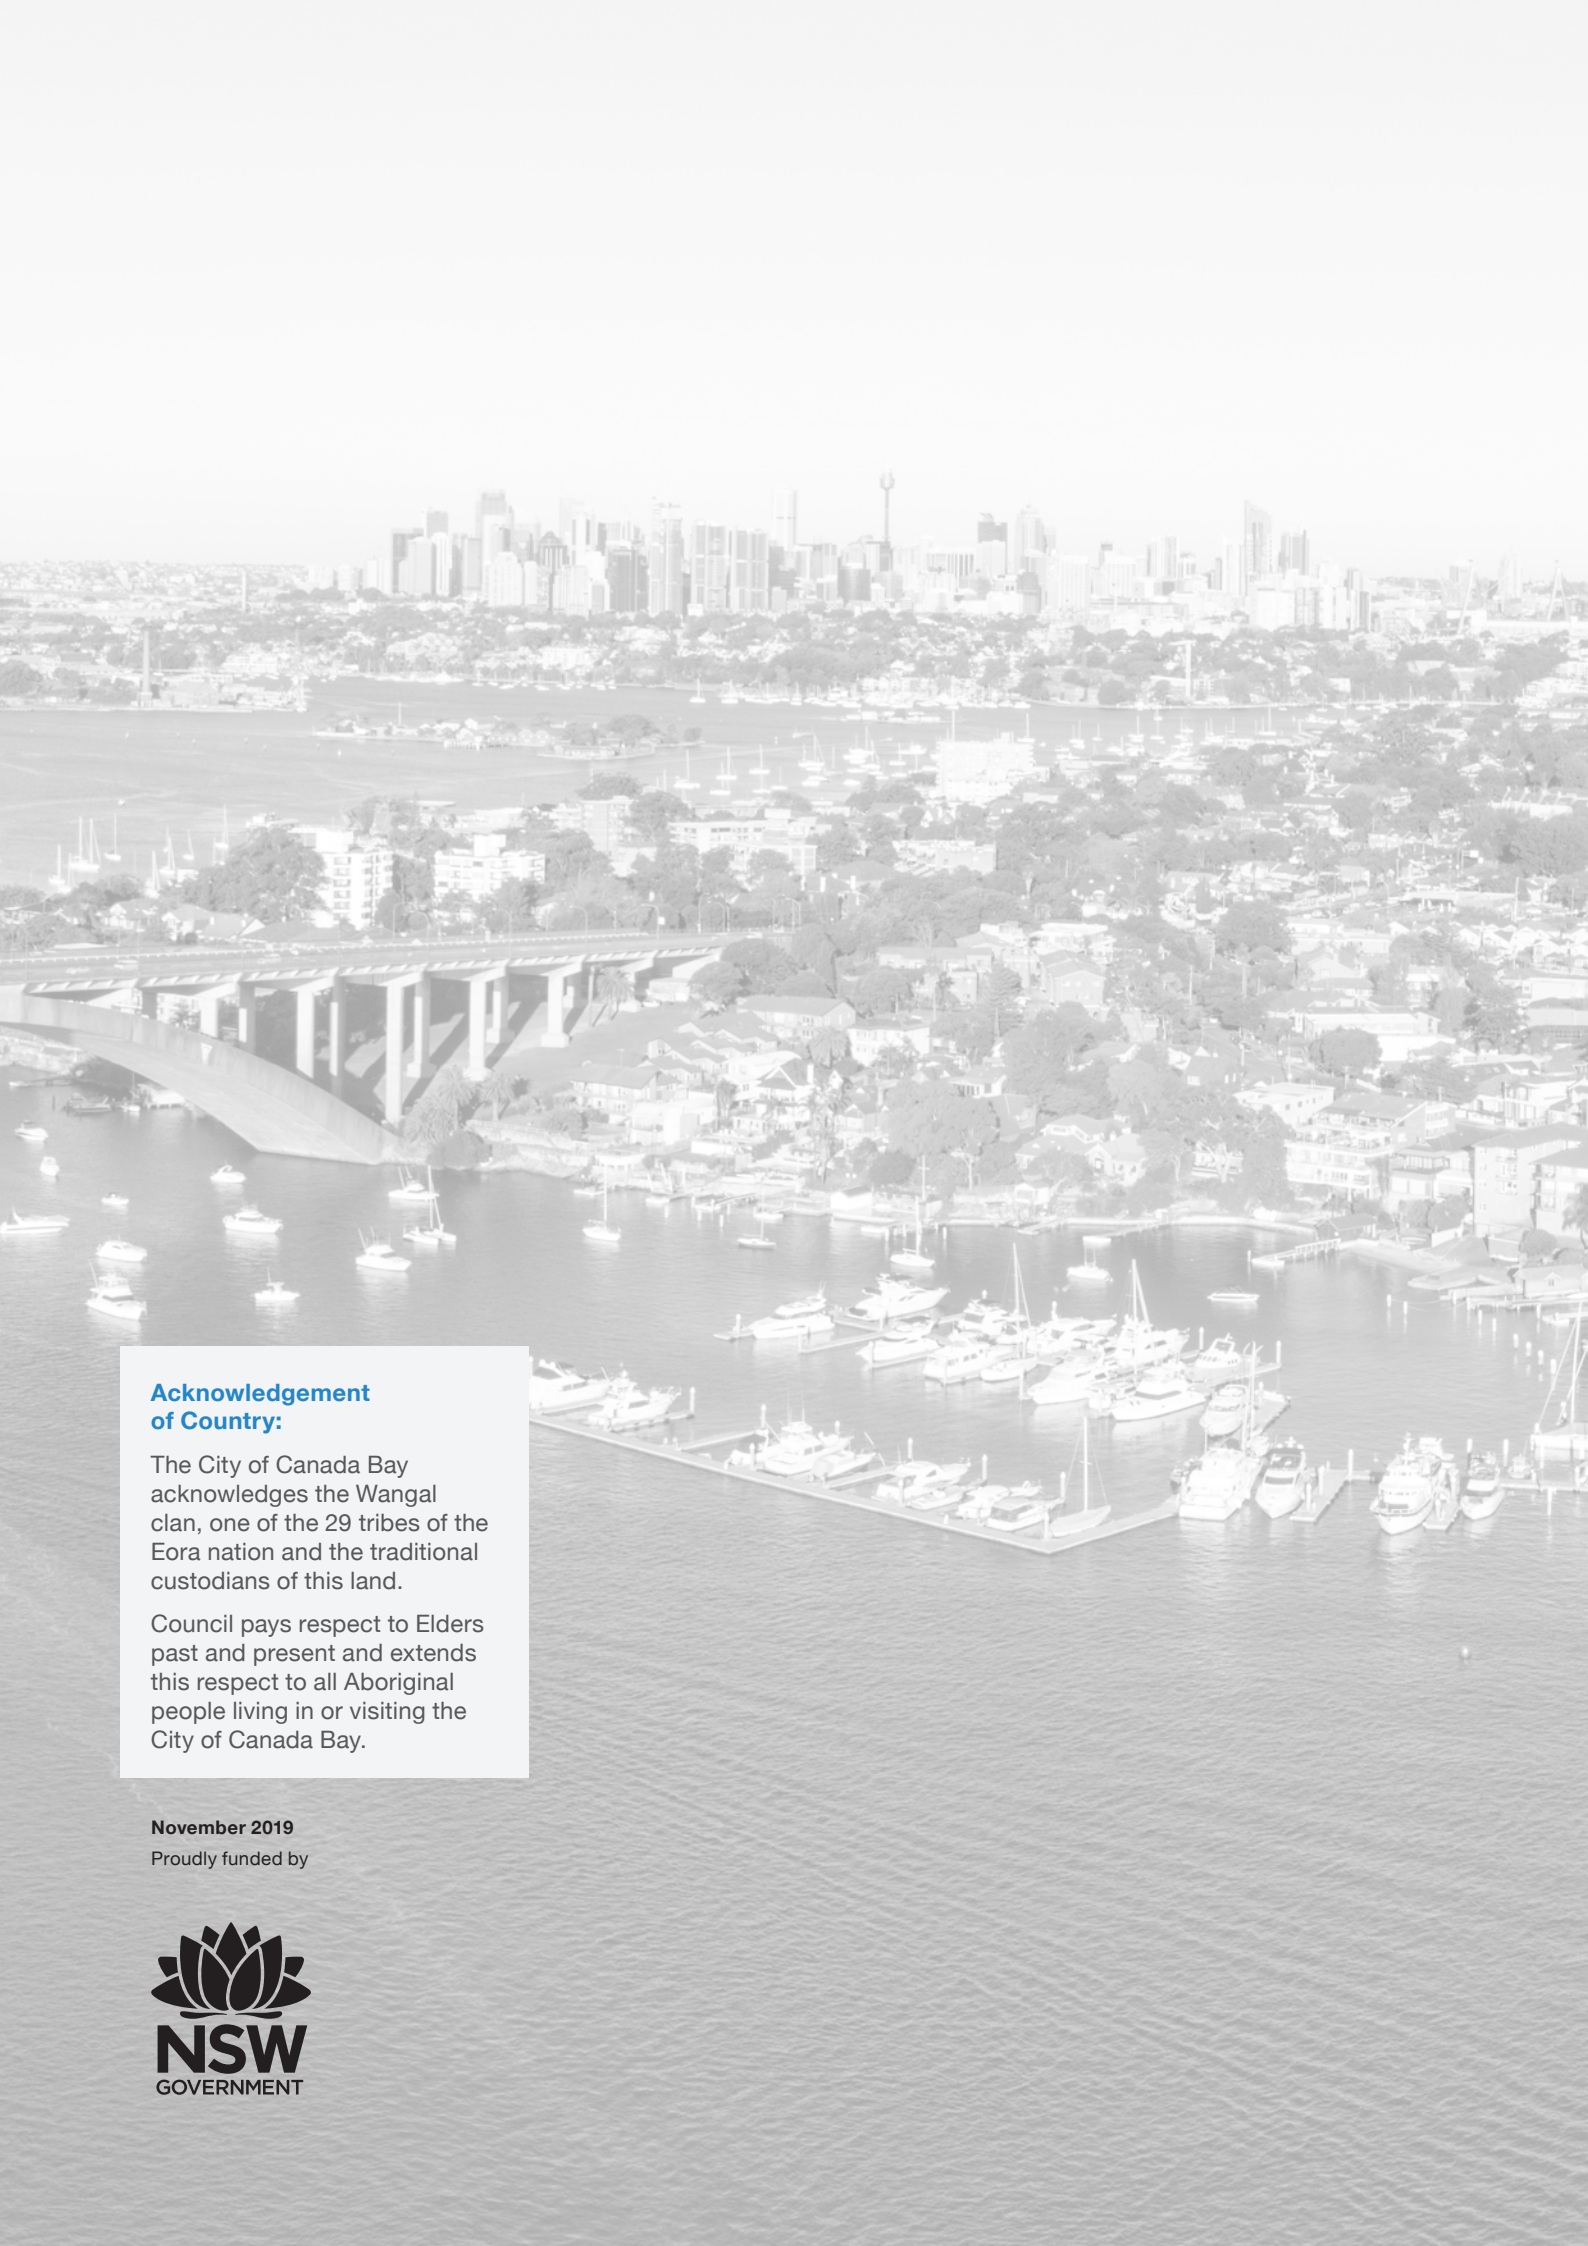 Acknowledgement
of Country:
The City of Canada Bay
acknowledges the Wangal
clan, one of the 29 tribes of the
Eora nation and the traditional
custodians of this land.
Council pays respect to Elders
past and present and extends
this respect to all Aboriginal
people living in or visiting the
City of Canada Bay.
November 2019
Proudly funded by
NSW
GOVERNMENT